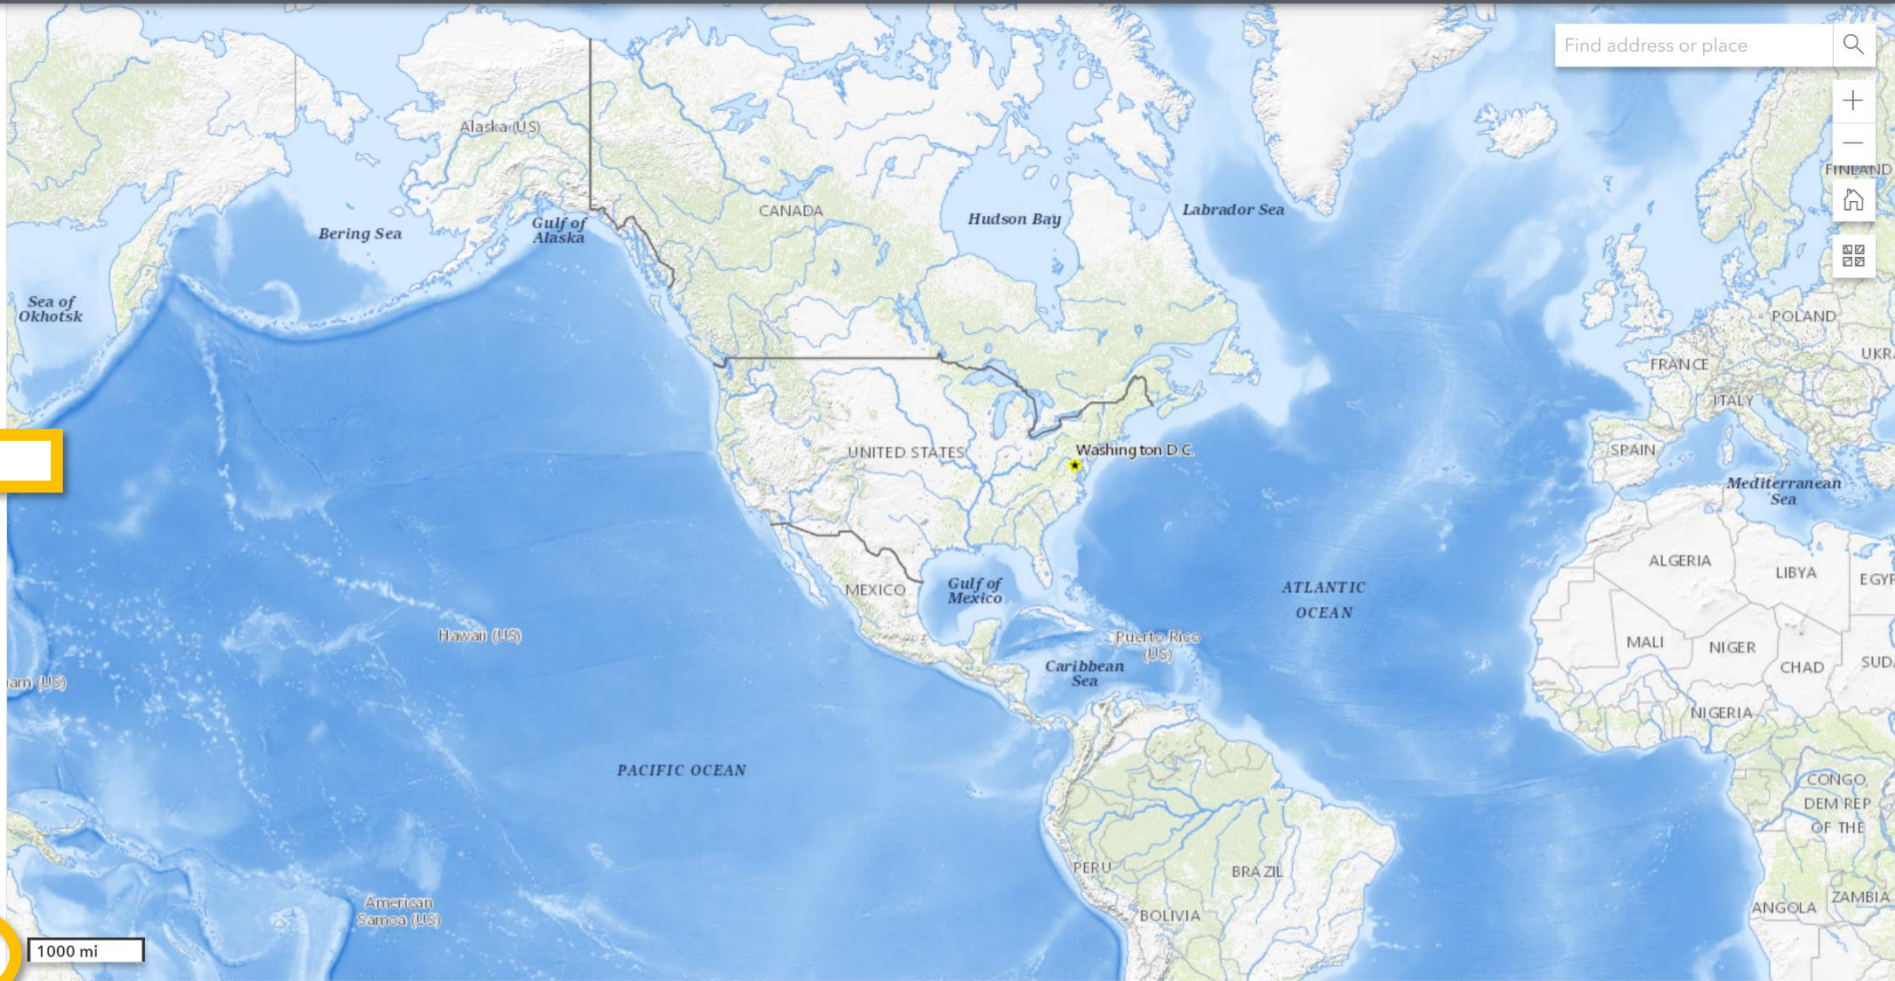 Find address or place
Alaska (US)
FINLAND
CANADA
Hudson Bay
Labrador Sea
Bering Sea
Gulf of
Alaska
Sea of
Okhotsk
POLAND
FRANCE
UKR
ITALY
UNITED STATES
Washington D.C.
SPAIN
Mediterranean
Sea
ALGERIA
LIBYA
EGYP
MEXICO
Gulf of
Mexico
ATLANTIC
OCEAN
Hawaii (US)
Puerto Rico
(US)
MALI
NIGER
CHAD
SUD
Caribbean
Sea
am (US)
NIGERIA
PACIFIC OCEAN
CONGO,
DEM REP
OF THE
PERU
BRAZIL
American
Samoa (US)
BOLIVIA
ANGOLA
ZAMBIA
1000 mi